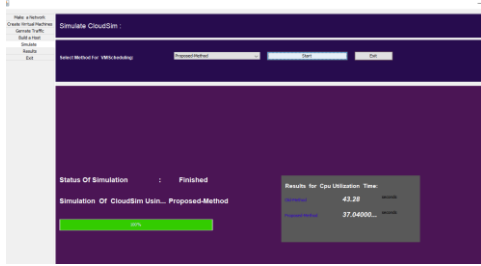 Make a Network
Create Virtual Machines
Genrate Traffic
Build a Host
Simulate
Results
Exit
Simulate CloudSim :
Select Method For VMScheduling:
Proposed-Method
Start
Exit
Status Of Simulation : Finished
Simulation Of CloudSim Usin... Proposed-Method
100%
Results for Cpu Utilization Time:
43.28 seconds
Proposed-Method 37.04000... seconds